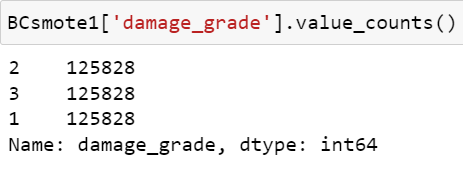 BCsmote1['damage_grade'].value_counts()
2    125828
3    125828
1    125828
Name: damage_grade, dtype: int64